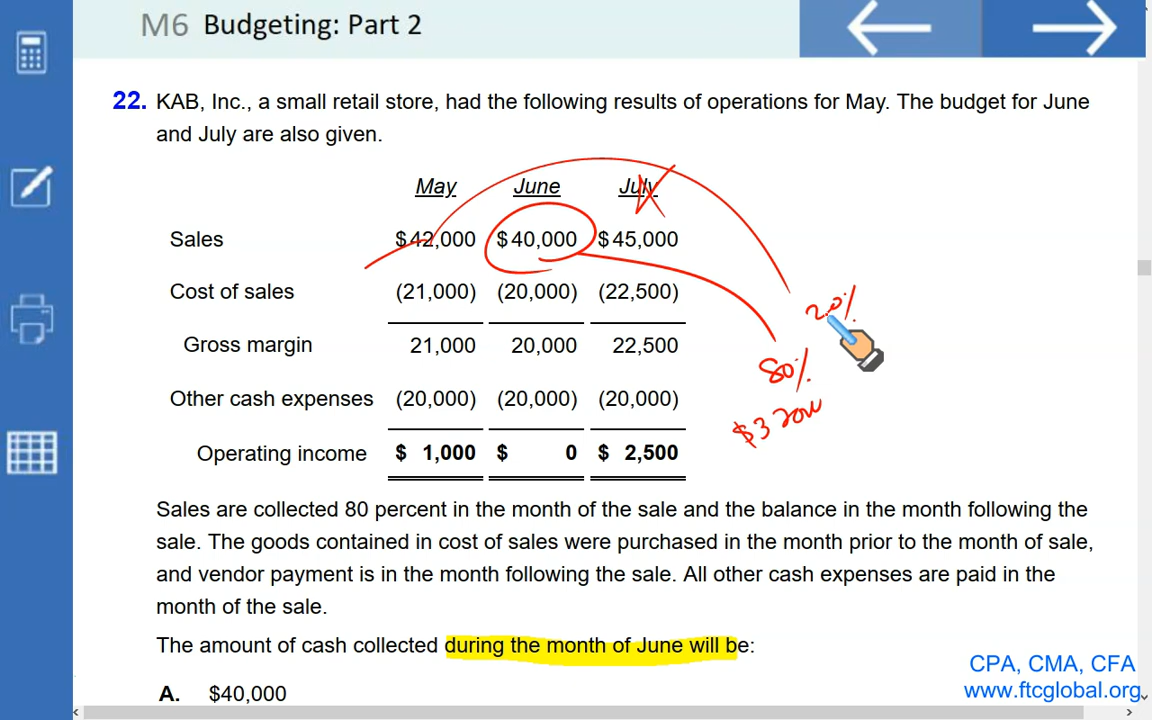 M6 Budgeting: Part 2
22. KAB, Inc., a small retail store, had the following results of operations for May. The budget for June
and July are also given.
May June July
Sales $42,000 $40,000 $45,000
Cost of sales (21,000) (20,000) (22,500)
20%
Gross margin 21,000 20,000 22,500
80%
Other cash expenses (20,000) (20,000) (20,000)
Operating income $ 1,000 $ 0 $ 2,500
Sales are collected 80 percent in the month of the sale and the balance in the month following the
sale. The goods contained in cost of sales were purchased in the month prior to the month of sale,
and vendor payment is in the month following the sale. All other cash expenses are paid in the
month of the sale.
The amount of cash collected during the month of June will be:
CPA, CMA, CFA
A. $40,000
www.ftcglobal.org